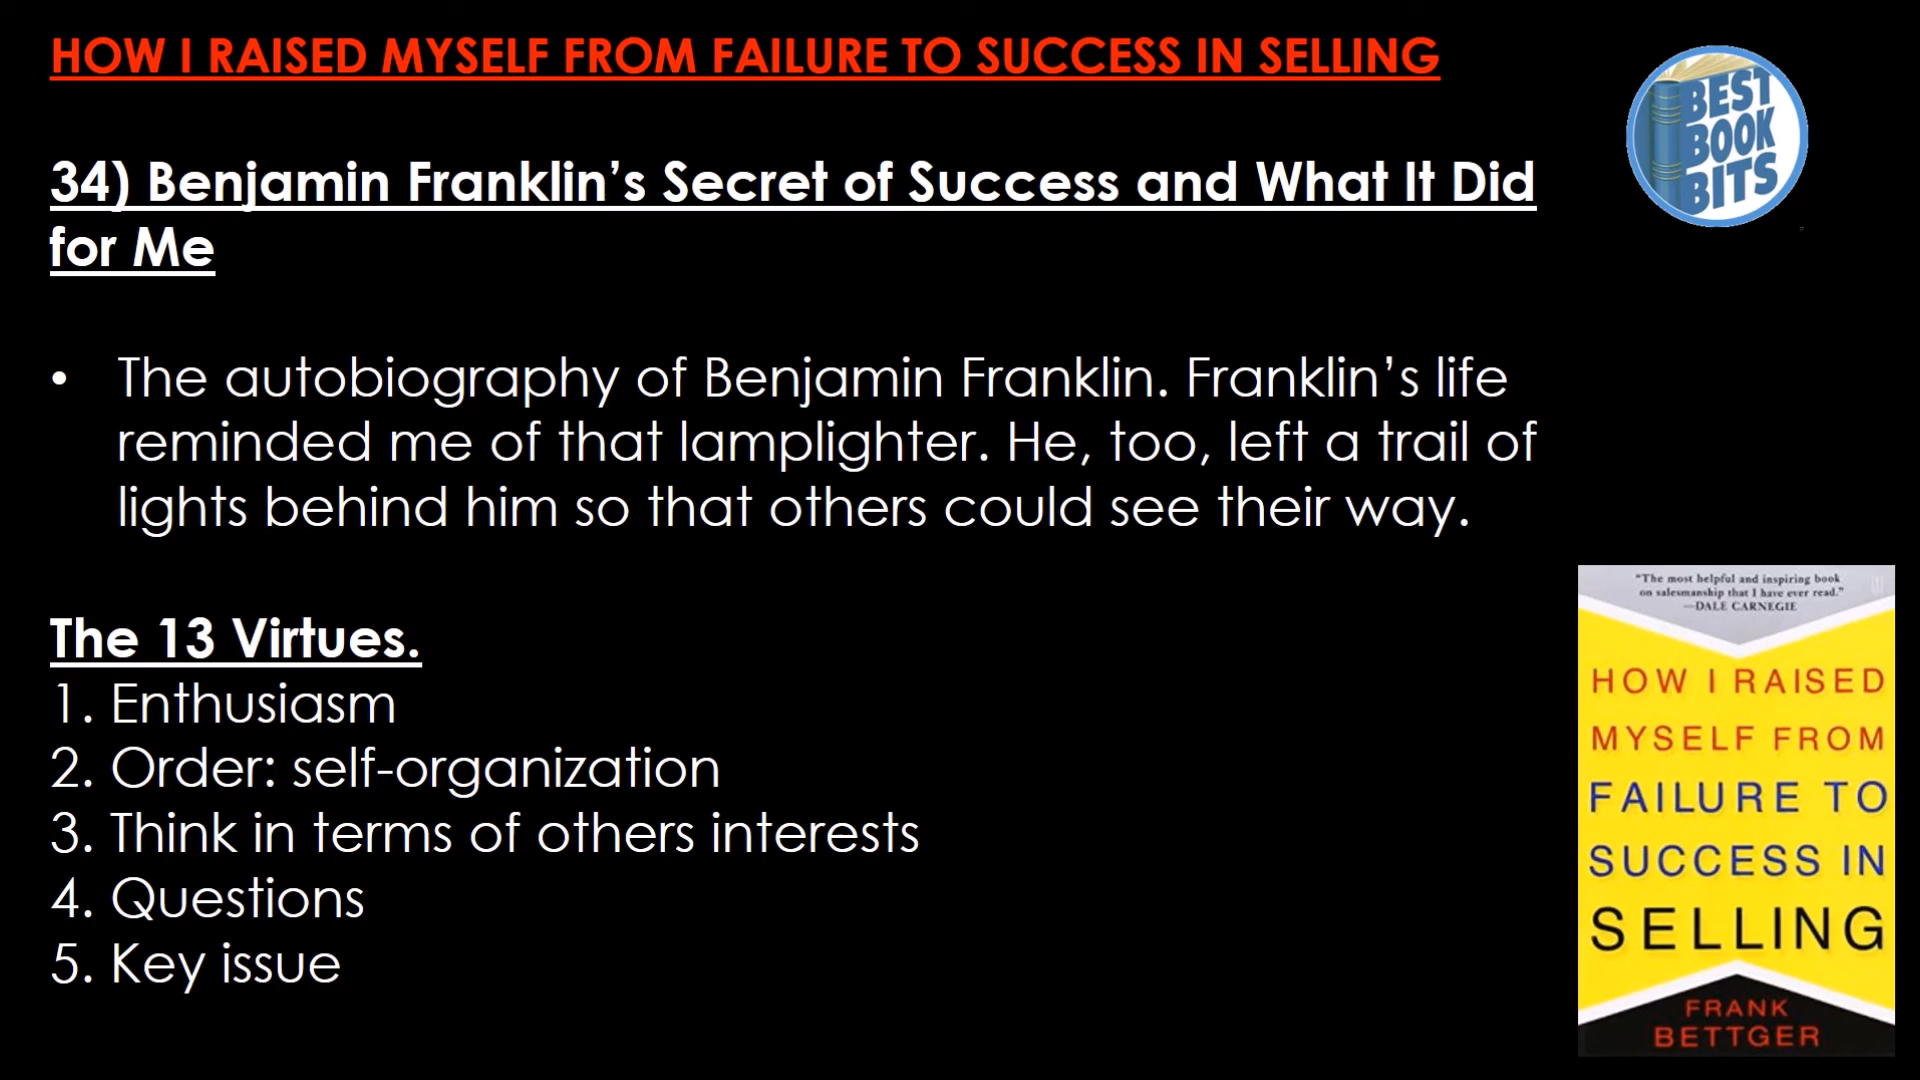 HOW I RAISED MYSELF FROM FAILURE TO SUCCESS IN SELLING
BEST
BOOK
BITS
34) Benjamin Franklin’s Secret of Success and What It Did
for Me
• The autobiography of Benjamin Franklin. Franklin’s life
reminded me of that lamplighter. He, too, left a trail of
lights behind him so that others could see their way.
The 13 Virtues.
1. Enthusiasm
2. Order: self-organization
3. Think in terms of others interests
4. Questions
5. Key issue
"The most helpful and inspiring book
on salesmanship that I have ever read."
—DALE CARNEGIE
HOW I RAISED
MYSELF FROM
FAILURE TO
SUCCESS IN
SELLING
FRANK
BETTGER